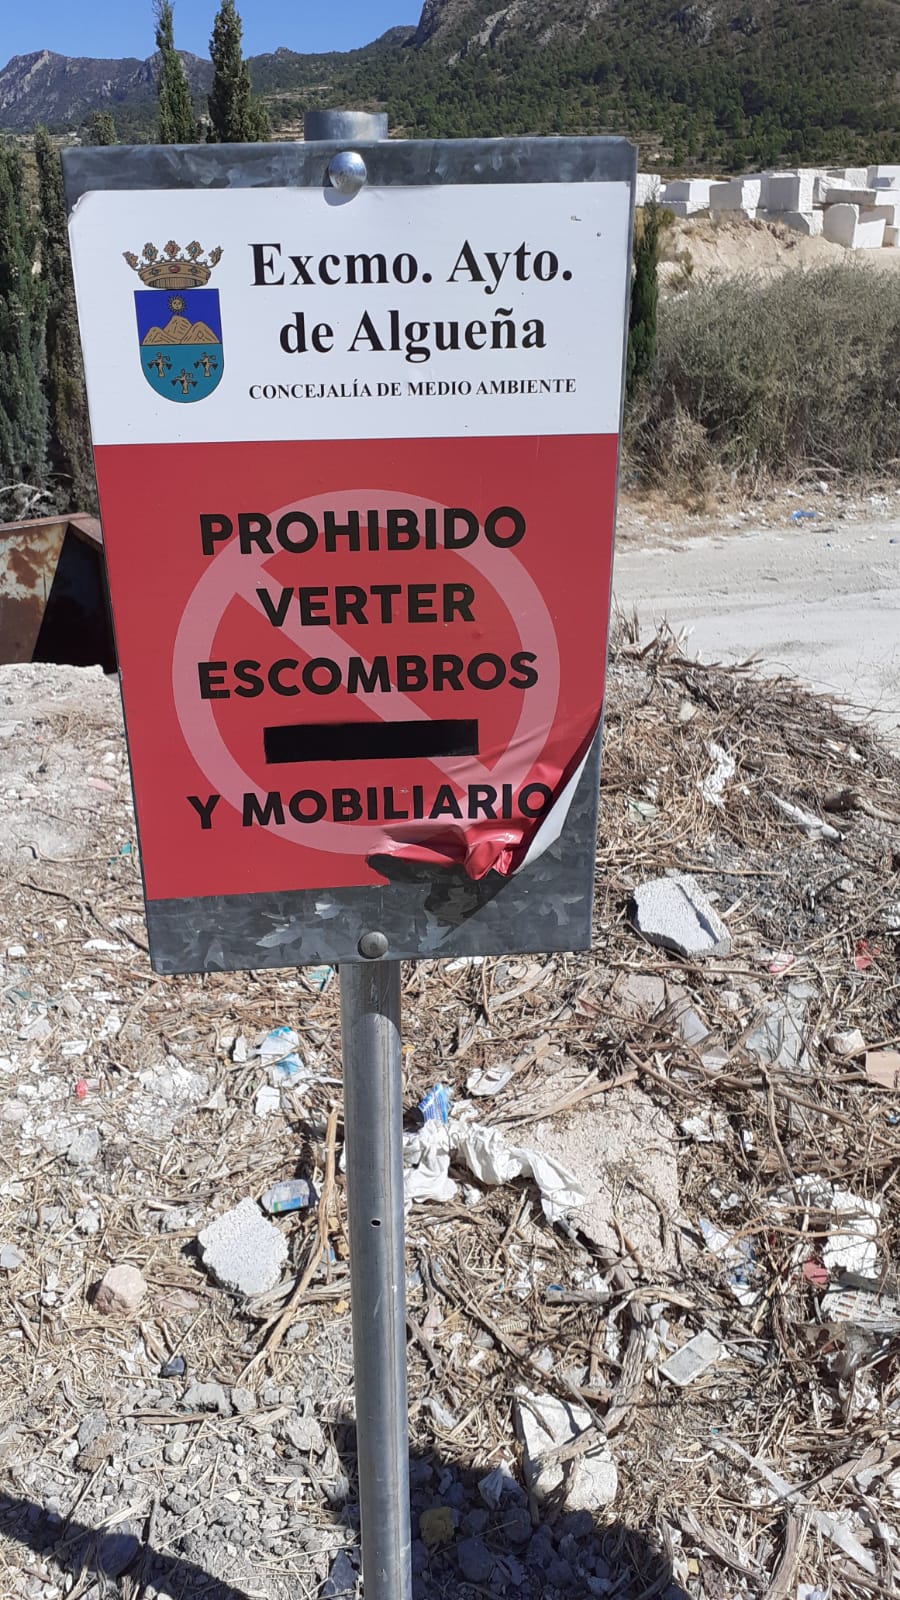 Excmo. Ayto.
de Algueña
CONCEJALÍA DE MEDIO AMBIENTE
PROHIBIDO
VERTER
ESCOMBROS
Y MOBILIARIO